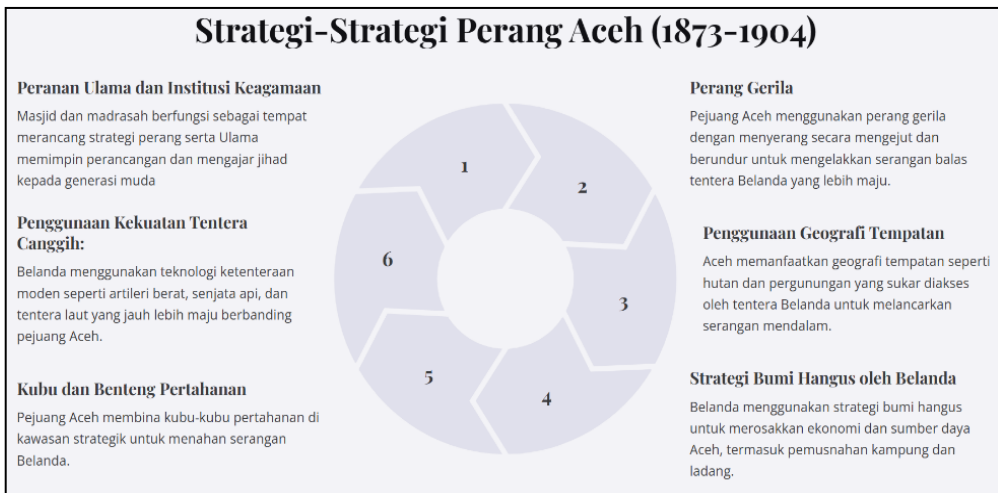 Strategi-Strategi Perang Aceh (1873-1904)
Peranan Ulama dan Institusi Keagamaan
Masjid dan madrasah berfungsi sebagai tempat
merancang strategi perang serta Ulama
memimpin perancangan dan mengajar jihad
kepada generasi muda
1
2
Perang Gerila
Pejuang Aceh menggunakan perang gerila
dengan menyerang secara mengejut dan
berundur untuk mengelakkan serangan balas
tentera Belanda yang lebih maju.
Penggunaan Kekuatan Tentera
Canggih:
Belanda menggunakan teknologi ketenteraan
moden seperti artileri berat, senjata api, dan
tentera laut yang jauh lebih maju berbanding
pejuang Aceh.
6
3
Penggunaan Geografi Tempatan
Aceh memanfaatkan geografi tempatan seperti
hutan dan pergunungan yang sukar diakses
oleh tentera Belanda untuk melancarkan
serangan mendalam.
Kubu dan Benteng Pertahanan
Pejuang Aceh membina kubu-kubu pertahanan di
kawasan strategik untuk menahan serangan
Belanda.
5
4
Strategi Bumi Hangus oleh Belanda
Belanda menggunakan strategi bumi hangus
untuk merosakkan ekonomi dan sumber daya
Aceh, termasuk pemusnahan kampung dan
ladang.